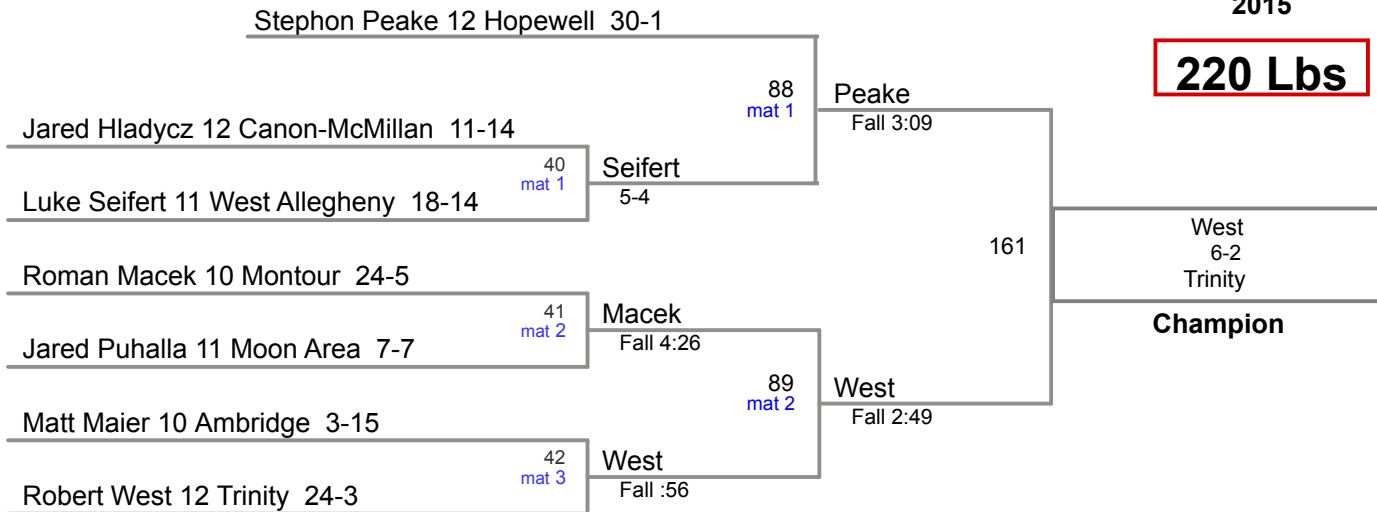 2015
220 Lbs
Stephon Peake 12 Hopewell 30-1
88
mat 1
Peake
Fall 3:09
Jared Hladycz 12 Canon-McMillan 11-14
40
mat 1
Seifert
5-4
Luke Seifert 11 West Allegheny 18-14
161
West
6-2
Trinity
Champion
Roman Macek 10 Montour 24-5
41
mat 2
Macek
Fall 4:26
Jared Puhalla 11 Moon Area 7-7
89
mat 2
West
Fall 2:49
Matt Maier 10 Ambridge 3-15
42
mat 3
West
Fall :56
Robert West 12 Trinity 24-3